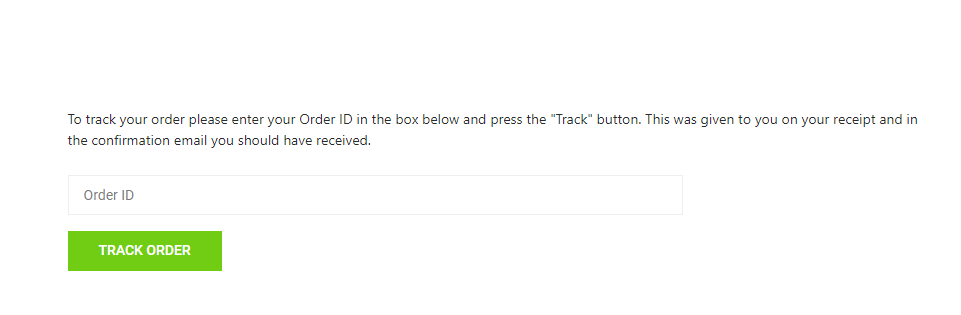 To track your order please enter your Order ID in the box below and press the "Track" button. This was given to you on your receipt and in
the confirmation email you should have received.
Order ID
TRACK ORDER